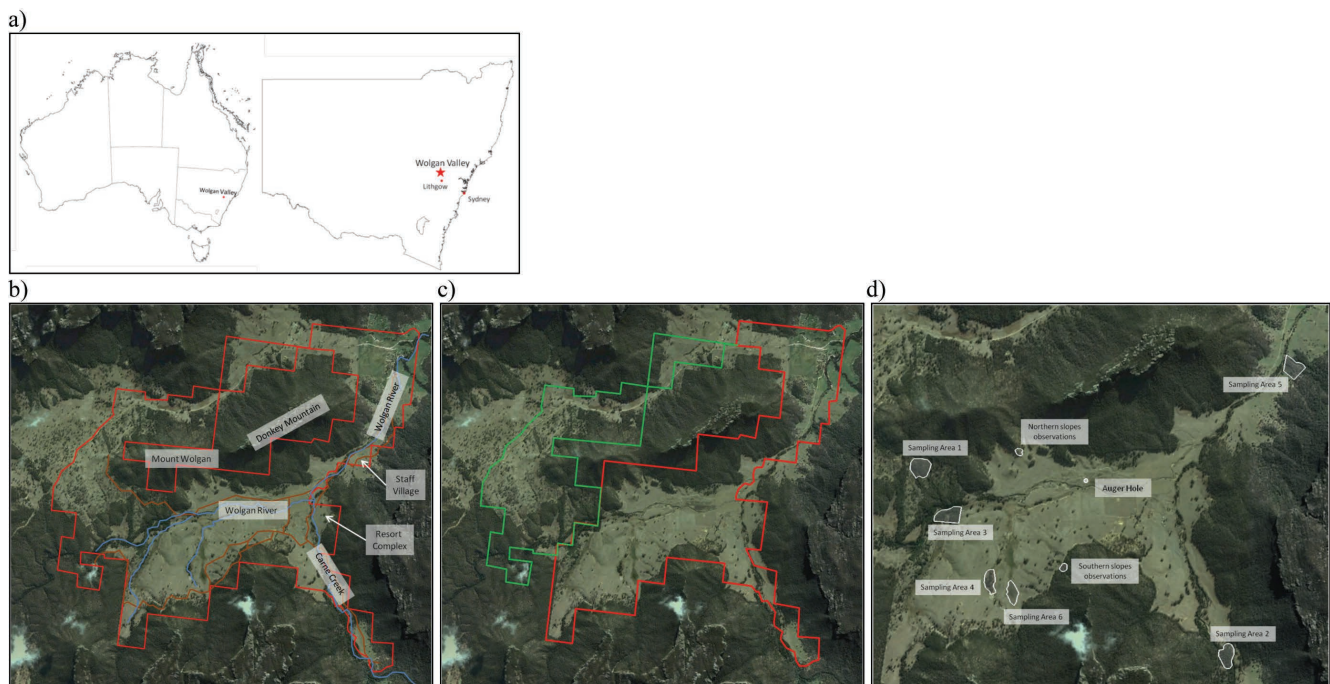 a)
Wolgan Valley
Wolgan Valley
Lithgow
Sydney
b)
Donkey Mountain
Wolgan River
Mount Wolgan
Staff
Village
Wolgan River
Resort
Complex
Carne Creek
c)
d)
Sampling Area 5
Northern slopes
observations
Sampling Area 1
Auger Hole
Sampling Area 3
Southern slopes
observations
Sampling Area 4
Sampling Area 6
Sampling Area 2